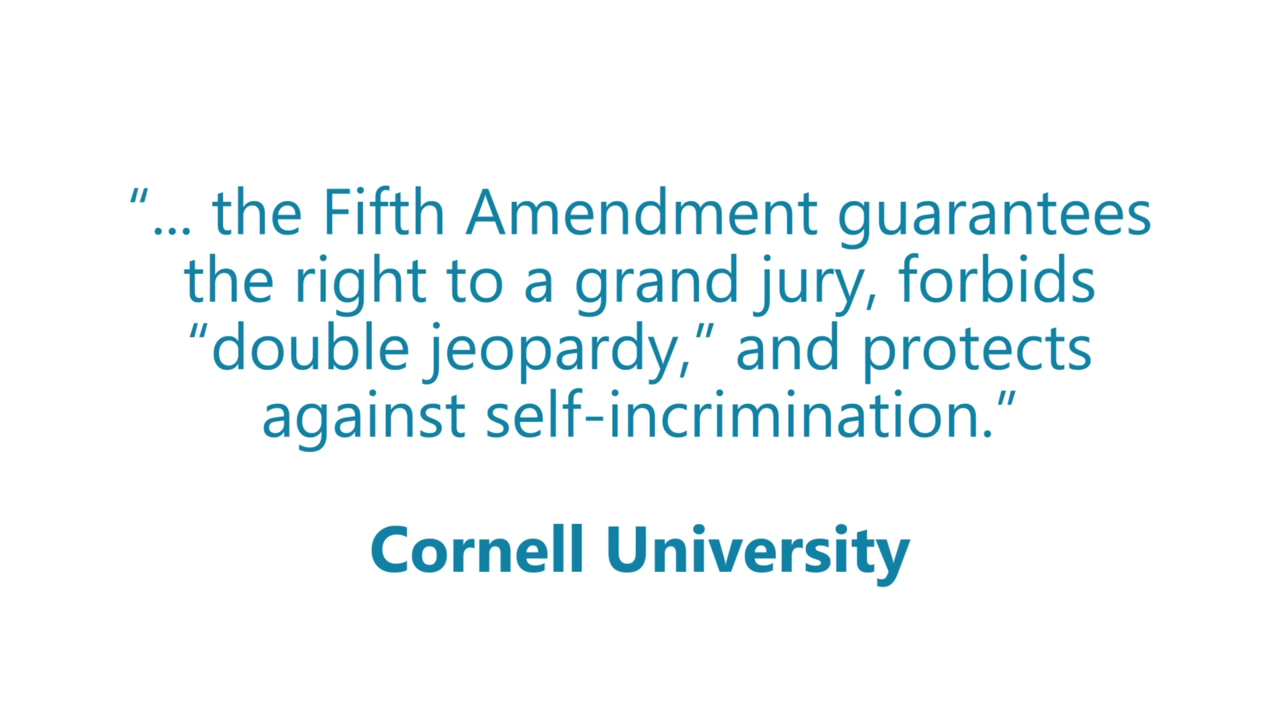 “... the Fifth Amendment guarantees
the right to a grand jury, forbids
“double jeopardy,” and protects
against self-incrimination.”
Cornell University